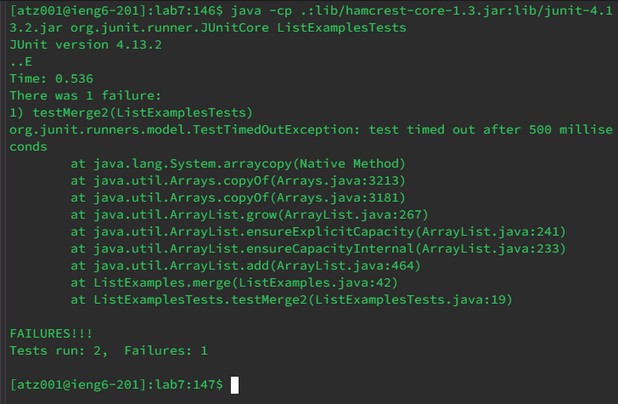 [atz001@ieng6-201]:lab7:146$ java -cp .:lib/hamcrest-core-1.3.jar:lib/junit-4.1
3.2.jar org.junit.runner.JUnitCore ListExamplesTests
JUnit version 4.13.2
..E
Time: 0.536
There was 1 failure:
1) testMerge2(ListExamplesTests)
org.junit.runners.model.TestTimedOutException: test timed out after 500 millise
conds
        at java.lang.System.arraycopy(Native Method)
        at java.util.Arrays.copyOf(Arrays.java:3213)
        at java.util.Arrays.copyOf(Arrays.java:3181)
        at java.util.ArrayList.grow(ArrayList.java:267)
        at java.util.ArrayList.ensureExplicitCapacity(ArrayList.java:241)
        at java.util.ArrayList.ensureCapacityInternal(ArrayList.java:233)
        at java.util.ArrayList.add(ArrayList.java:464)
        at ListExamples.merge(ListExamples.java:42)
        at ListExamplesTests.testMerge2(ListExamplesTests.java:19)

FAILURES!!!
Tests run: 2,  Failures: 1

[atz001@ieng6-201]:lab7:147$